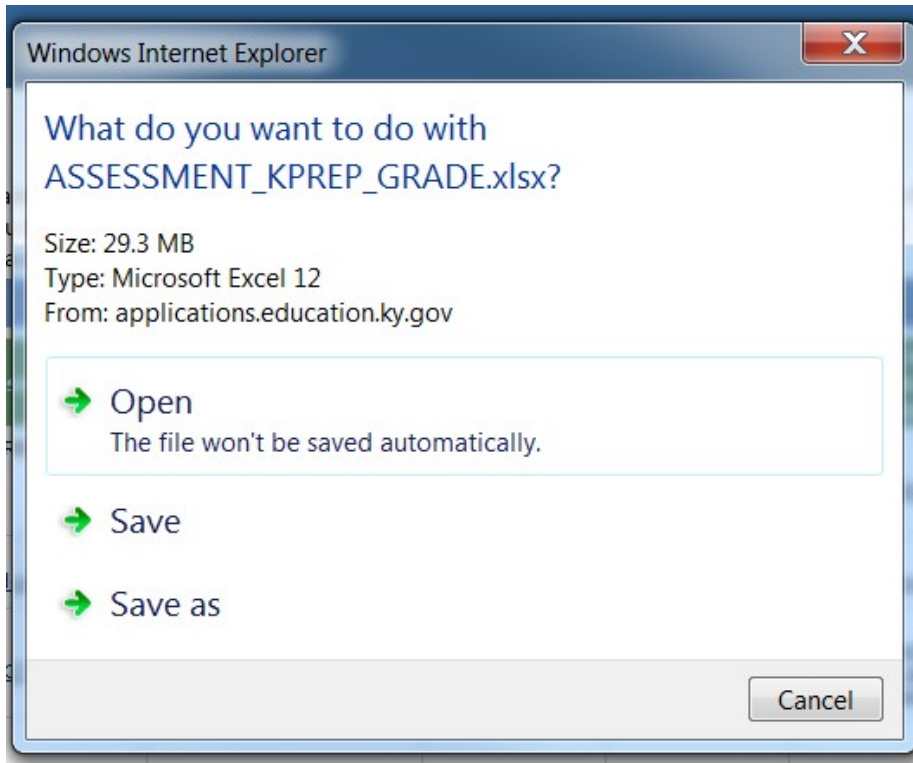 Windows Internet Explorer
What do you want to do with
ASSESSMENT_KPREP_GRADE.xlsx?
Size: 29.3 MB
Type: Microsoft Excel 12
From: applications.education.ky.gov
Open
The file won't be saved automatically.
Save
Save as
Cancel